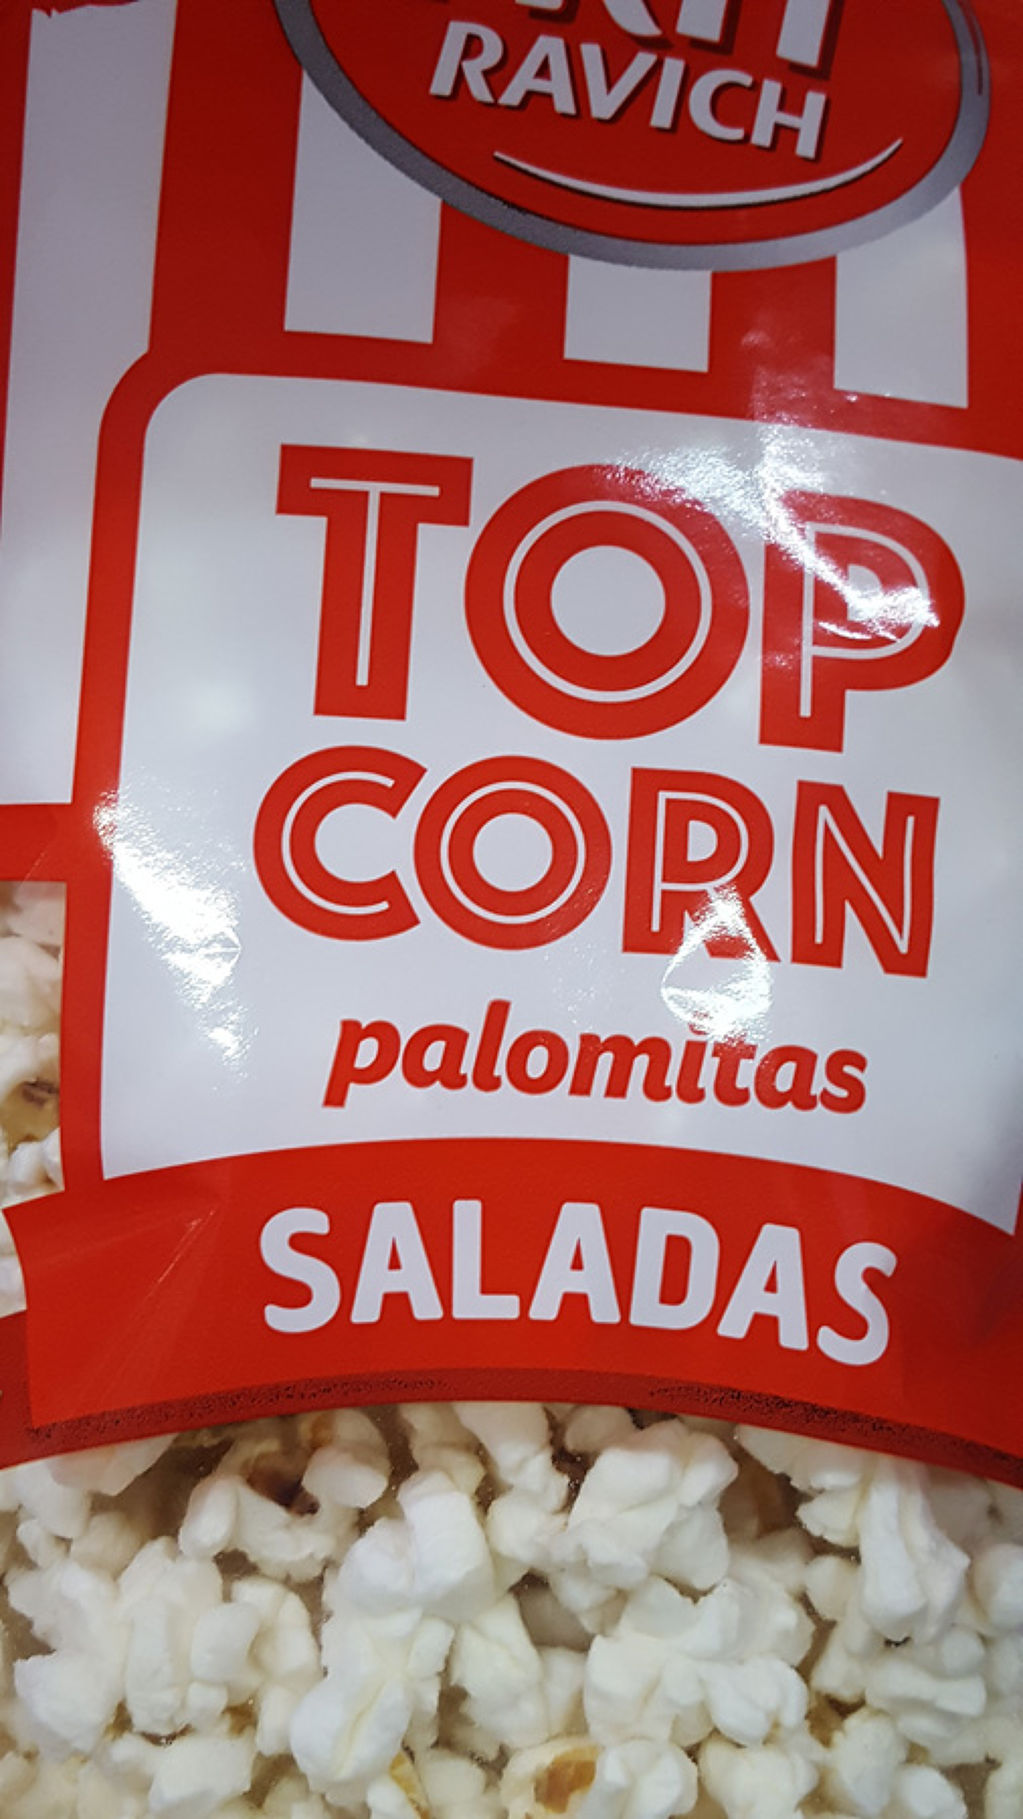 RAVICH
TOP
CORN
palomitas
SALADAS